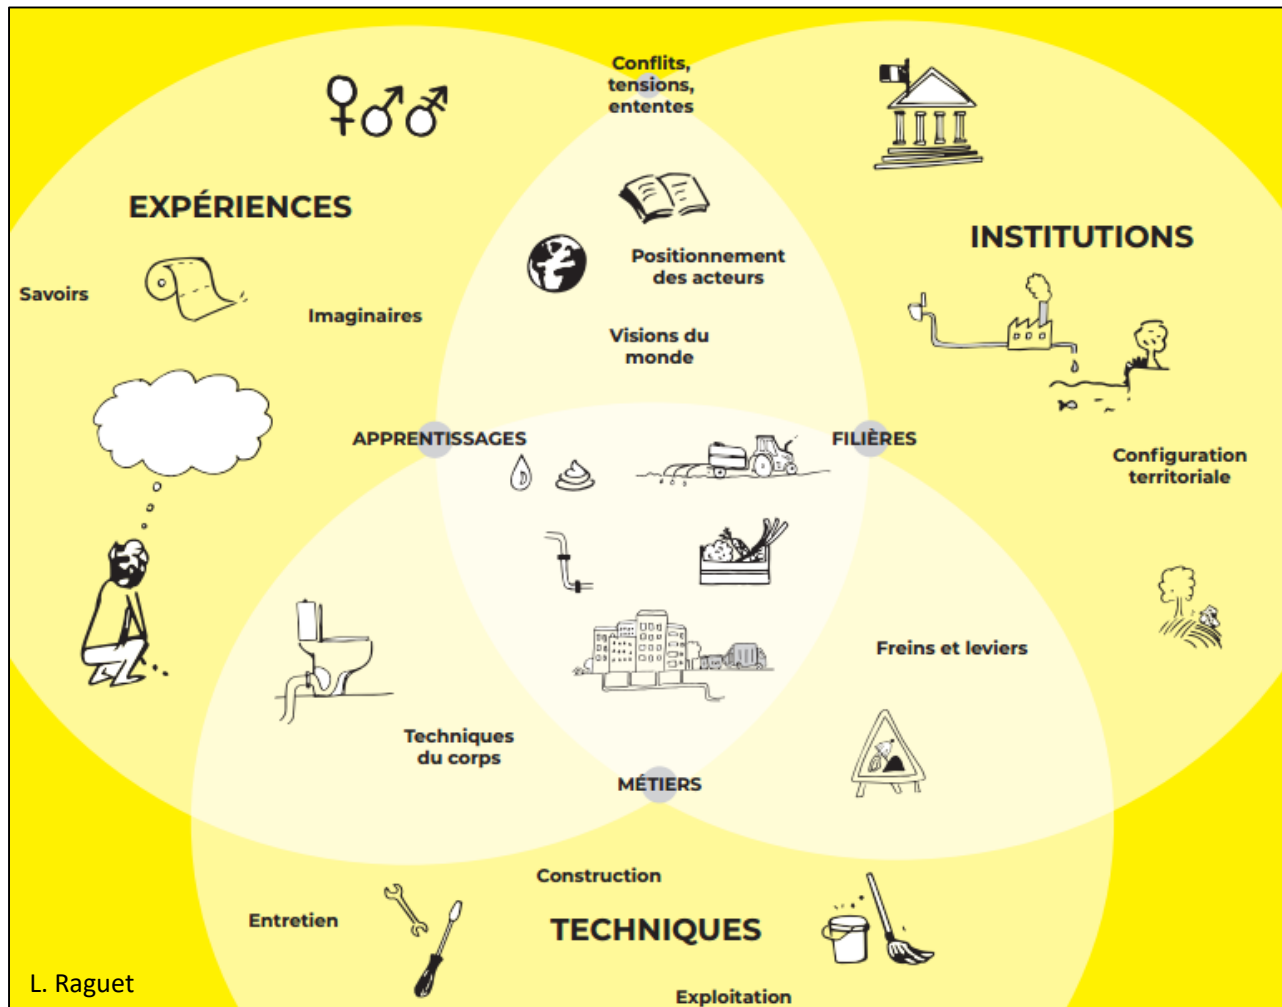 Conflits,
tensions,
ententes
EXPÉRIENCES
INSTITUTIONS
Positionnement
des acteurs
Savoirs
Imaginaires
Visions du
monde
APPRENTISSAGES
FILIÈRES
Configuration
territoriale
Freins et leviers
Techniques
du corps
MÉTIERS
Construction
Entretien
TECHNIQUES
L. Raguet
Exploitation